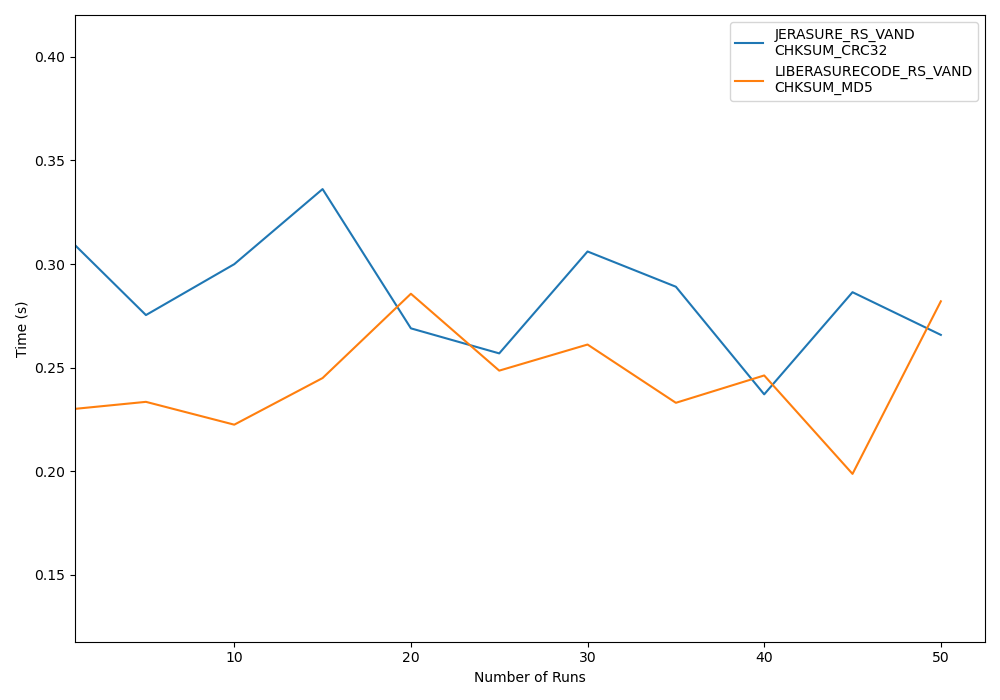 JERASURE_RS_VAND
CHKSUM_CRC32
LIBERASURECODE_RS_VAND
CHKSUM_MD5
0.40
0.35
0.30
0.25
0.20
0.15
Time (s)
10
20
30
40
50
Number of Runs